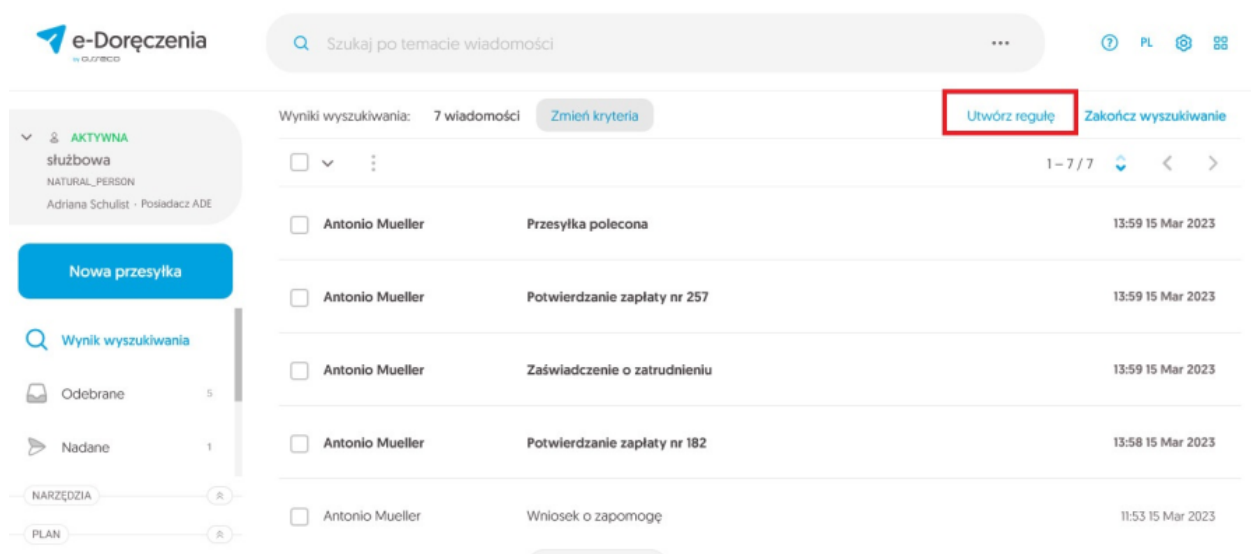 e-Doręczenia
by asseco
Szukaj po temacie wiadomości
PL
AKTYWNA
służbowa
NATURAL_PERSON
Adriana Schulist · Posiadacz ADE
Nowa przesyłka
Wynik wyszukiwania
Odebrane 5
Nadane 1
NARZĘDZIA
PLAN
Wyniki wyszukiwania: 7 wiadomości Zmień kryteria Utwórz regułę Zakończ wyszukiwanie
1–7/7
Antonio Mueller Przesyłka polecona 13:59 15 Mar 2023
Antonio Mueller Potwierdzanie zapłaty nr 257 13:59 15 Mar 2023
Antonio Mueller Zaświadczenie o zatrudnieniu 13:59 15 Mar 2023
Antonio Mueller Potwierdzanie zapłaty nr 182 13:58 15 Mar 2023
Antonio Mueller Wniosek o zapomogę 11:53 15 Mar 2023